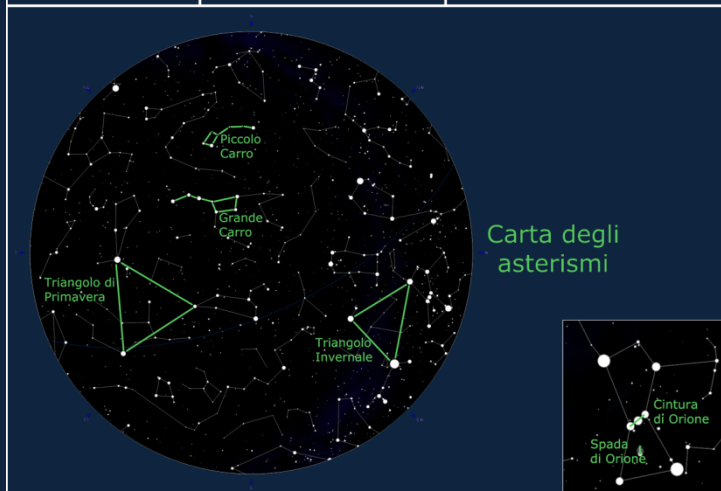 Piccolo
Carro
Grande
Carro
Carta degli
asterismi
Triangolo di
Primavera
Triangolo
Invernale
Cintura
di Orione
Spada
di Orione